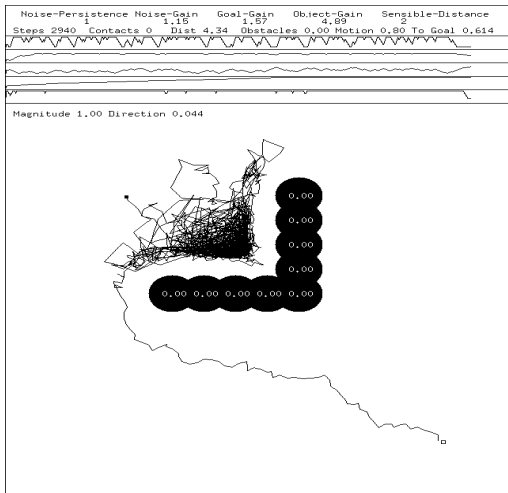 Noise-Persistence Noise-Gain Goal-Gain Object-Gain Sensible-Distance
1 1.15 1.57 4.89 2
Steps 2940 Contacts 0 Dist 4.34 Obstacles 0.00 Motion 0.80 To Goal 0.614
Magnitude 1.00 Direction 0.044
0.00
0.00
0.00
0.00
0.00 0.00 0.00 0.00 0.00